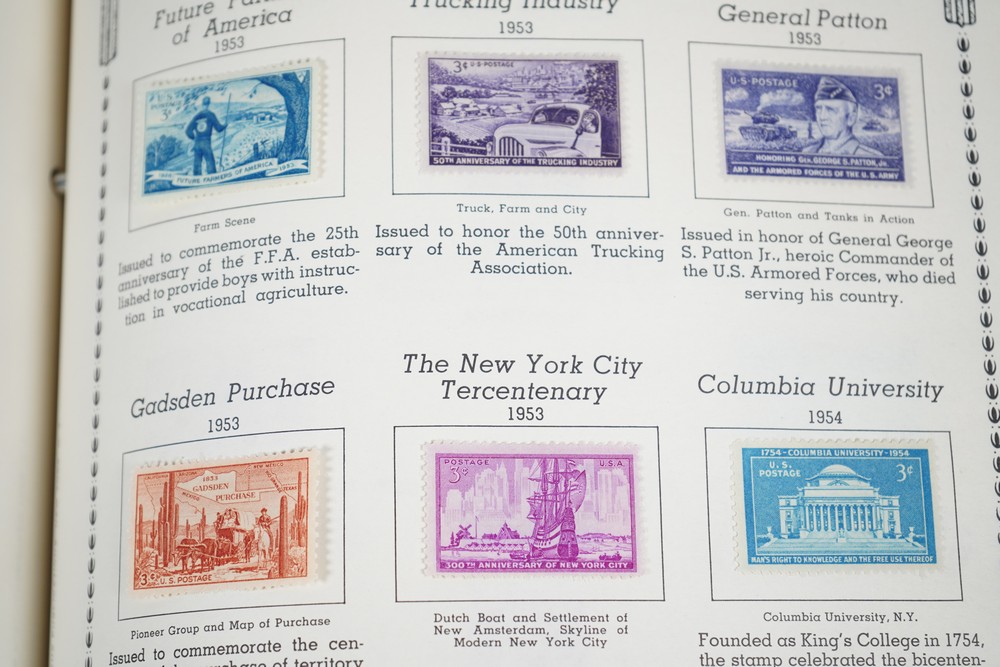 Future Farmers
of America
1953
U.S.
POSTAGE
3¢
1928 FUTURE FARMERS OF AMERICA 1953
Farm Scene
Issued to commemorate the 25th
anniversary of the F.F.A. estab-
lished to provide boys with instruc-
tion in vocational agriculture.
Trucking Industry
1953
3¢ U.S. POSTAGE
50TH ANNIVERSARY OF THE TRUCKING INDUSTRY
Truck, Farm and City
Issued to honor the 50th anniver-
sary of the American Trucking
Association.
General Patton
1953
U.S. POSTAGE
3¢
HONORING GEN. GEORGE S. PATTON, JR.
AND THE ARMORED FORCES OF THE U.S. ARMY
Gen. Patton and Tanks in Action
Issued in honor of General George
S. Patton Jr., heroic Commander of
the U.S. Armored Forces, who died
serving his country.
Gadsden Purchase
1953
NEW MEXICO
1853
GADSDEN
PURCHASE
3¢ U.S. POSTAGE
Pioneer Group and Map of Purchase
Issued to commemorate the cen-
purchase of territory
The New York City
Tercentenary
1953
POSTAGE U.S.A.
3¢
300TH ANNIVERSARY OF NEW YORK CITY
Dutch Boat and Settlement of
New Amsterdam, Skyline of
Modern New York City
Columbia University
1954
1754-COLUMBIA UNIVERSITY-1954
U.S.
POSTAGE
3¢
MAN'S RIGHT TO KNOWLEDGE AND THE FREE USE THEREOF
Columbia University, N.Y.
Founded as King's College in 1754,
the stamp celebrated the bicenten-